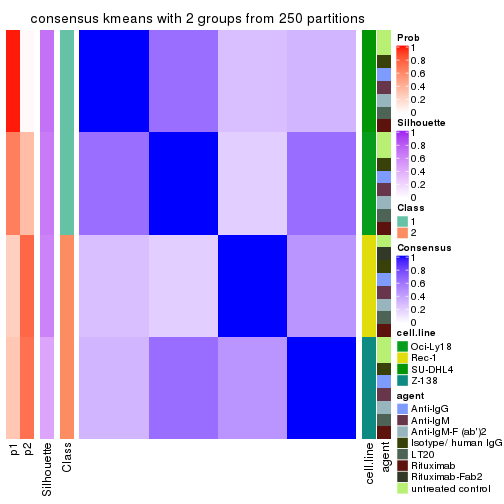 consensus kmeans with 2 groups from 250 partitions
Prob
1
0.8
0.6
0.4
0.2
0
Silhouette
1
0.8
0.6
0.4
0.2
0
Class
1
2
Consensus
1
0.8
0.6
0.4
0.2
0
cell.line
Oci-Ly18
Rec-1
SU-DHL4
Z-138
agent
Anti-IgG
Anti-IgM
Anti-IgM-F (ab')2
Isotype/ human IgG
LT20
Rituximab
Rituximab-Fab2
untreated control
p1
p2
Silhouette
Class
cell.line
agent